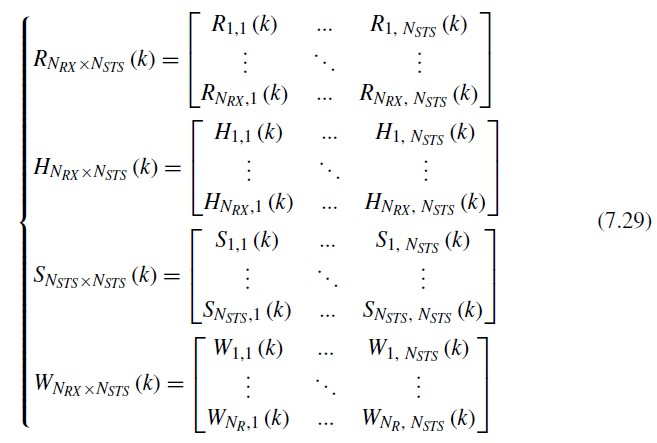 R_{N_{RX}×N_{STS}} (k) = [ R_{1,1} (k) ... R_{1, N_{STS}} (k)
⋮ ⋱ ⋮
R_{N_{RX},1} (k) ... R_{N_{RX}, N_{STS}} (k) ]
H_{N_{RX}×N_{STS}} (k) = [ H_{1,1} (k) ... H_{1, N_{STS}} (k)
⋮ ⋱ ⋮
H_{N_{RX},1} (k) ... H_{N_{RX}, N_{STS}} (k) ]
(7.29)
S_{N_{STS}×N_{STS}} (k) = [ S_{1,1} (k) ... S_{1, N_{STS}} (k)
⋮ ⋱ ⋮
S_{N_{STS},1} (k) ... S_{N_{STS}, N_{STS}} (k) ]
W_{N_{RX}×N_{STS}} (k) = [ W_{1,1} (k) ... W_{1, N_{STS}} (k)
⋮ ⋱ ⋮
W_{N_R,1} (k) ... W_{N_R, N_{STS}} (k) ]